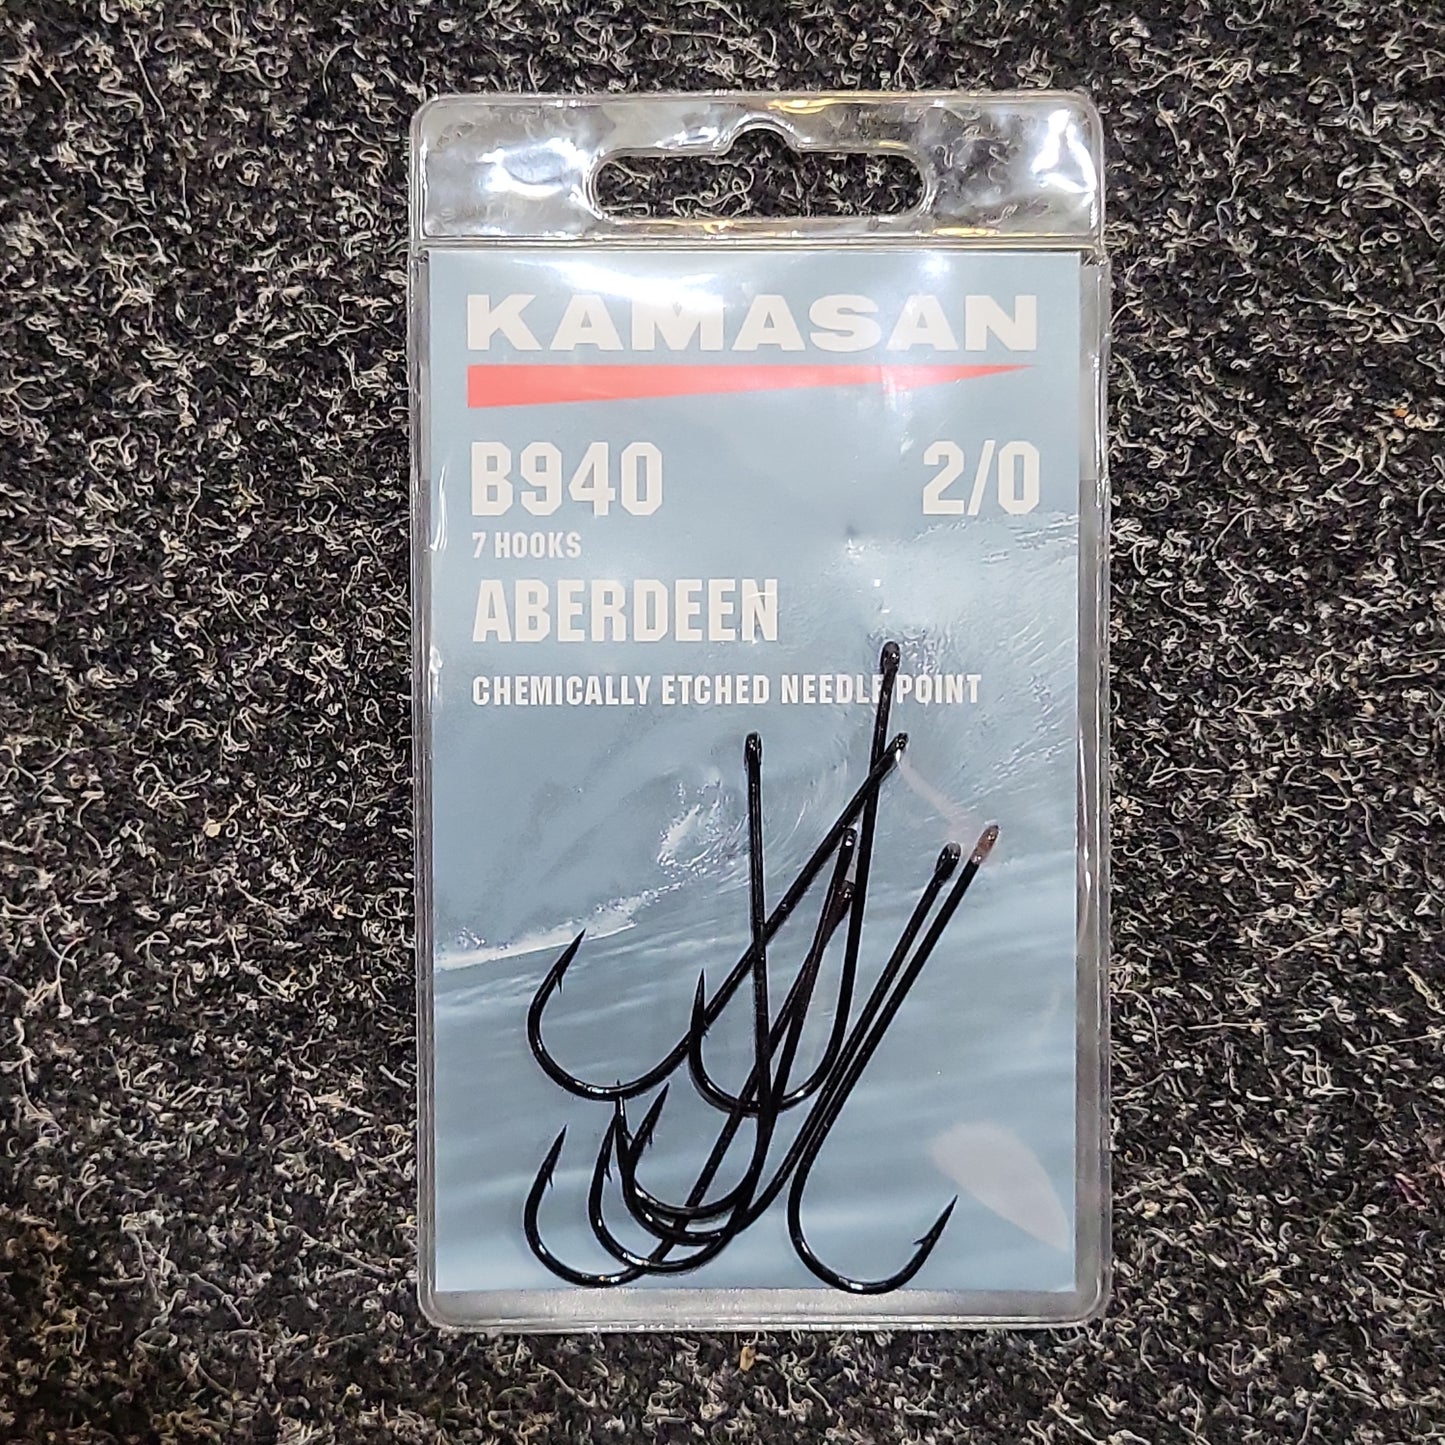 KAMASAN
B940 2/0
7 HOOKS
ABERDEEN
CHEMICALLY ETCHED NEEDLE POINT